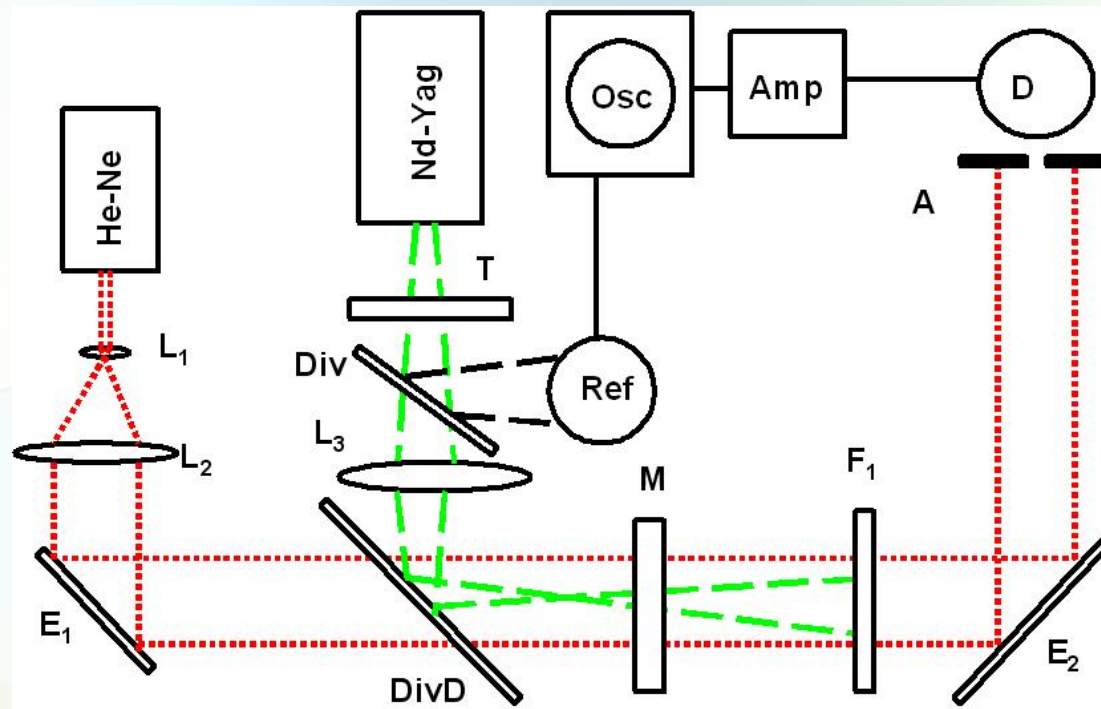 He-Ne
Nd-Yag
Osc
Amp
D
A
T
L₁
Div
Ref
L₂
L₃
M
F₁
E₁
DivD
E₂